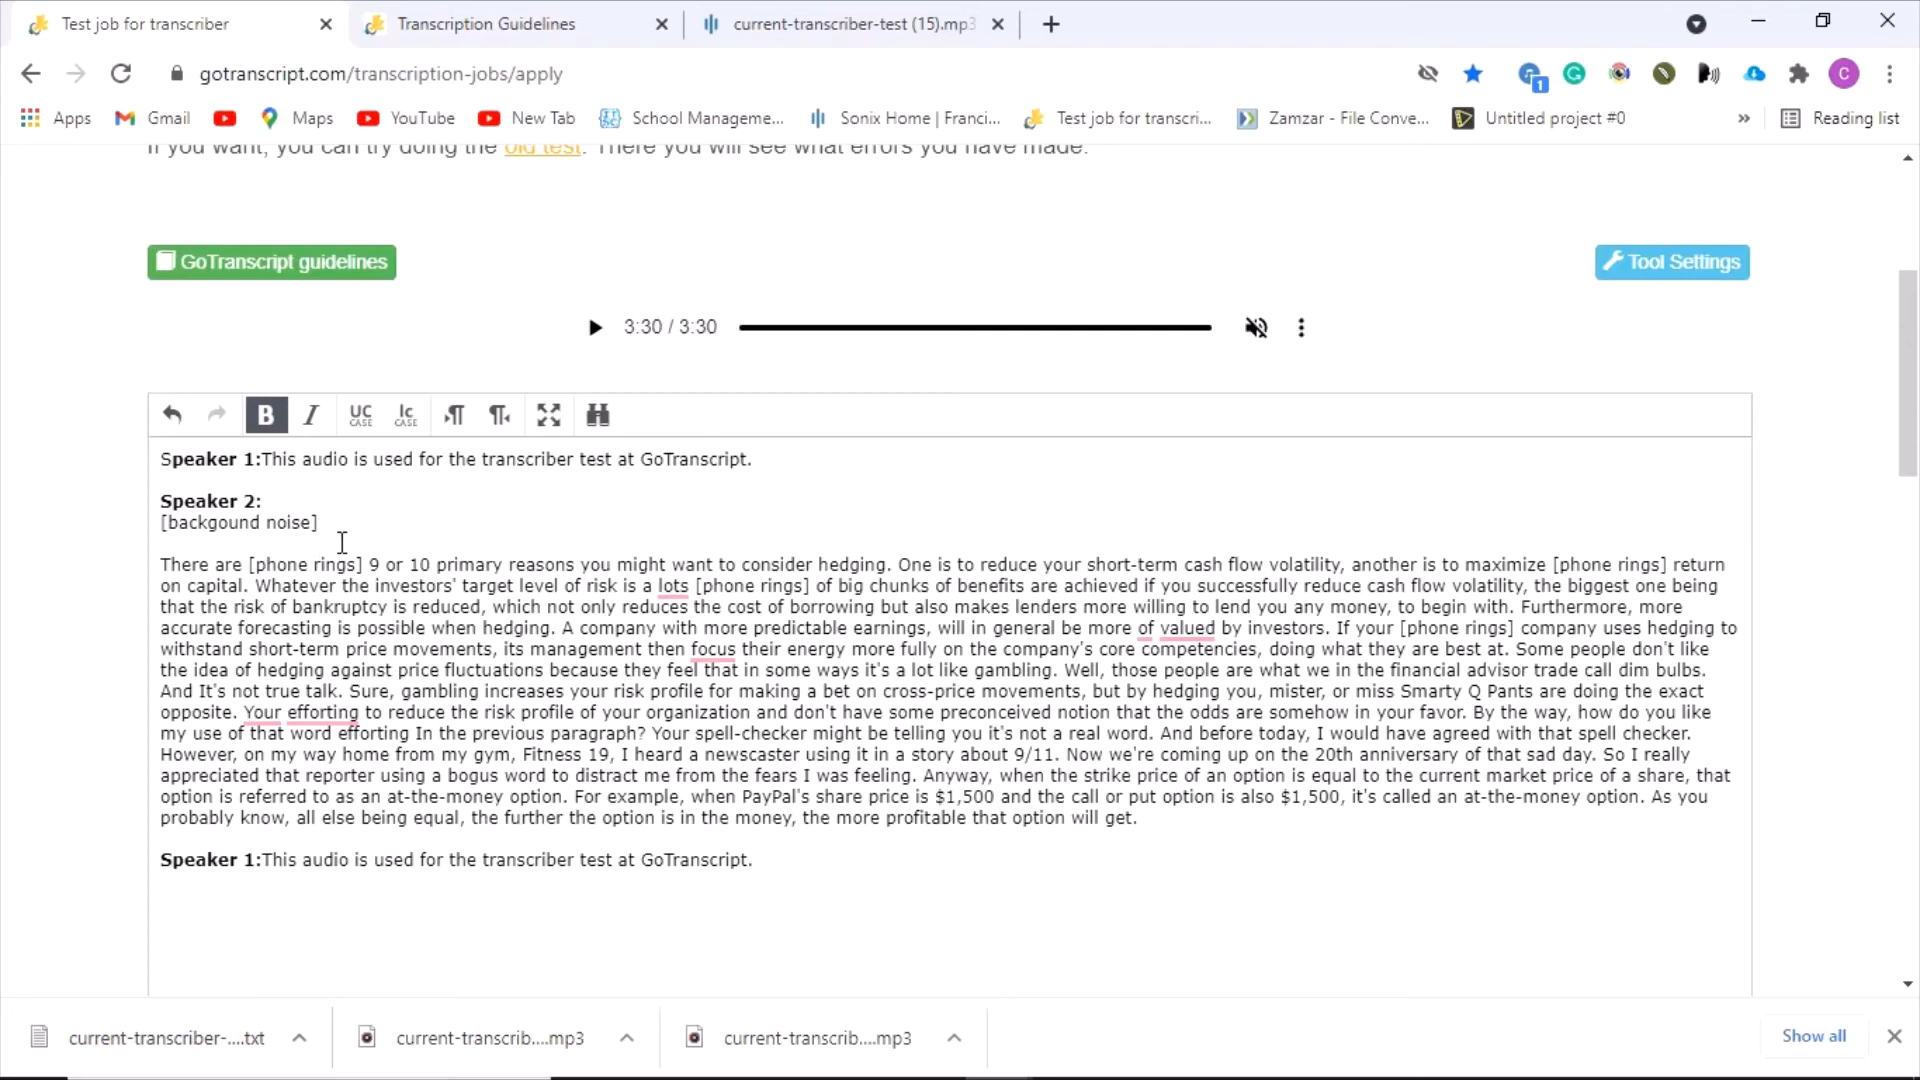 Test job for transcriber
Transcription Guidelines
current-transcriber-test (15).mp3
gotranscript.com/transcription-jobs/apply
1
C
Apps
Gmail
Maps
YouTube
New Tab
School Manageme...
Sonix Home | Franci...
Test job for transcri...
Zamzar - File Conve...
Untitled project #0
»
Reading list
If you want, you can try doing the old test. There you will see what errors you have made.
GoTranscript guidelines
Tool Settings
3:30 / 3:30
B I UC CASE lc CASE
Speaker 1:This audio is used for the transcriber test at GoTranscript.
Speaker 2:
[backgound noise]
There are [phone rings] 9 or 10 primary reasons you might want to consider hedging. One is to reduce your short-term cash flow volatility, another is to maximize [phone rings] return
on capital. Whatever the investors' target level of risk is a lots [phone rings] of big chunks of benefits are achieved if you successfully reduce cash flow volatility, the biggest one being
that the risk of bankruptcy is reduced, which not only reduces the cost of borrowing but also makes lenders more willing to lend you any money, to begin with. Furthermore, more
accurate forecasting is possible when hedging. A company with more predictable earnings, will in general be more of valued by investors. If your [phone rings] company uses hedging to
withstand short-term price movements, its management then focus their energy more fully on the company's core competencies, doing what they are best at. Some people don't like
the idea of hedging against price fluctuations because they feel that in some ways it's a lot like gambling. Well, those people are what we in the financial advisor trade call dim bulbs.
And It's not true talk. Sure, gambling increases your risk profile for making a bet on cross-price movements, but by hedging you, mister, or miss Smarty Q Pants are doing the exact
opposite. Your efforting to reduce the risk profile of your organization and don't have some preconceived notion that the odds are somehow in your favor. By the way, how do you like
my use of that word efforting In the previous paragraph? Your spell-checker might be telling you it's not a real word. And before today, I would have agreed with that spell checker.
However, on my way home from my gym, Fitness 19, I heard a newscaster using it in a story about 9/11. Now we're coming up on the 20th anniversary of that sad day. So I really
appreciated that reporter using a bogus word to distract me from the fears I was feeling. Anyway, when the strike price of an option is equal to the current market price of a share, that
option is referred to as an at-the-money option. For example, when PayPal's share price is $1,500 and the call or put option is also $1,500, it's called an at-the-money option. As you
probably know, all else being equal, the further the option is in the money, the more profitable that option will get.
Speaker 1:This audio is used for the transcriber test at GoTranscript.
current-transcriber-....txt
current-transcrib....mp3
current-transcrib....mp3
Show all